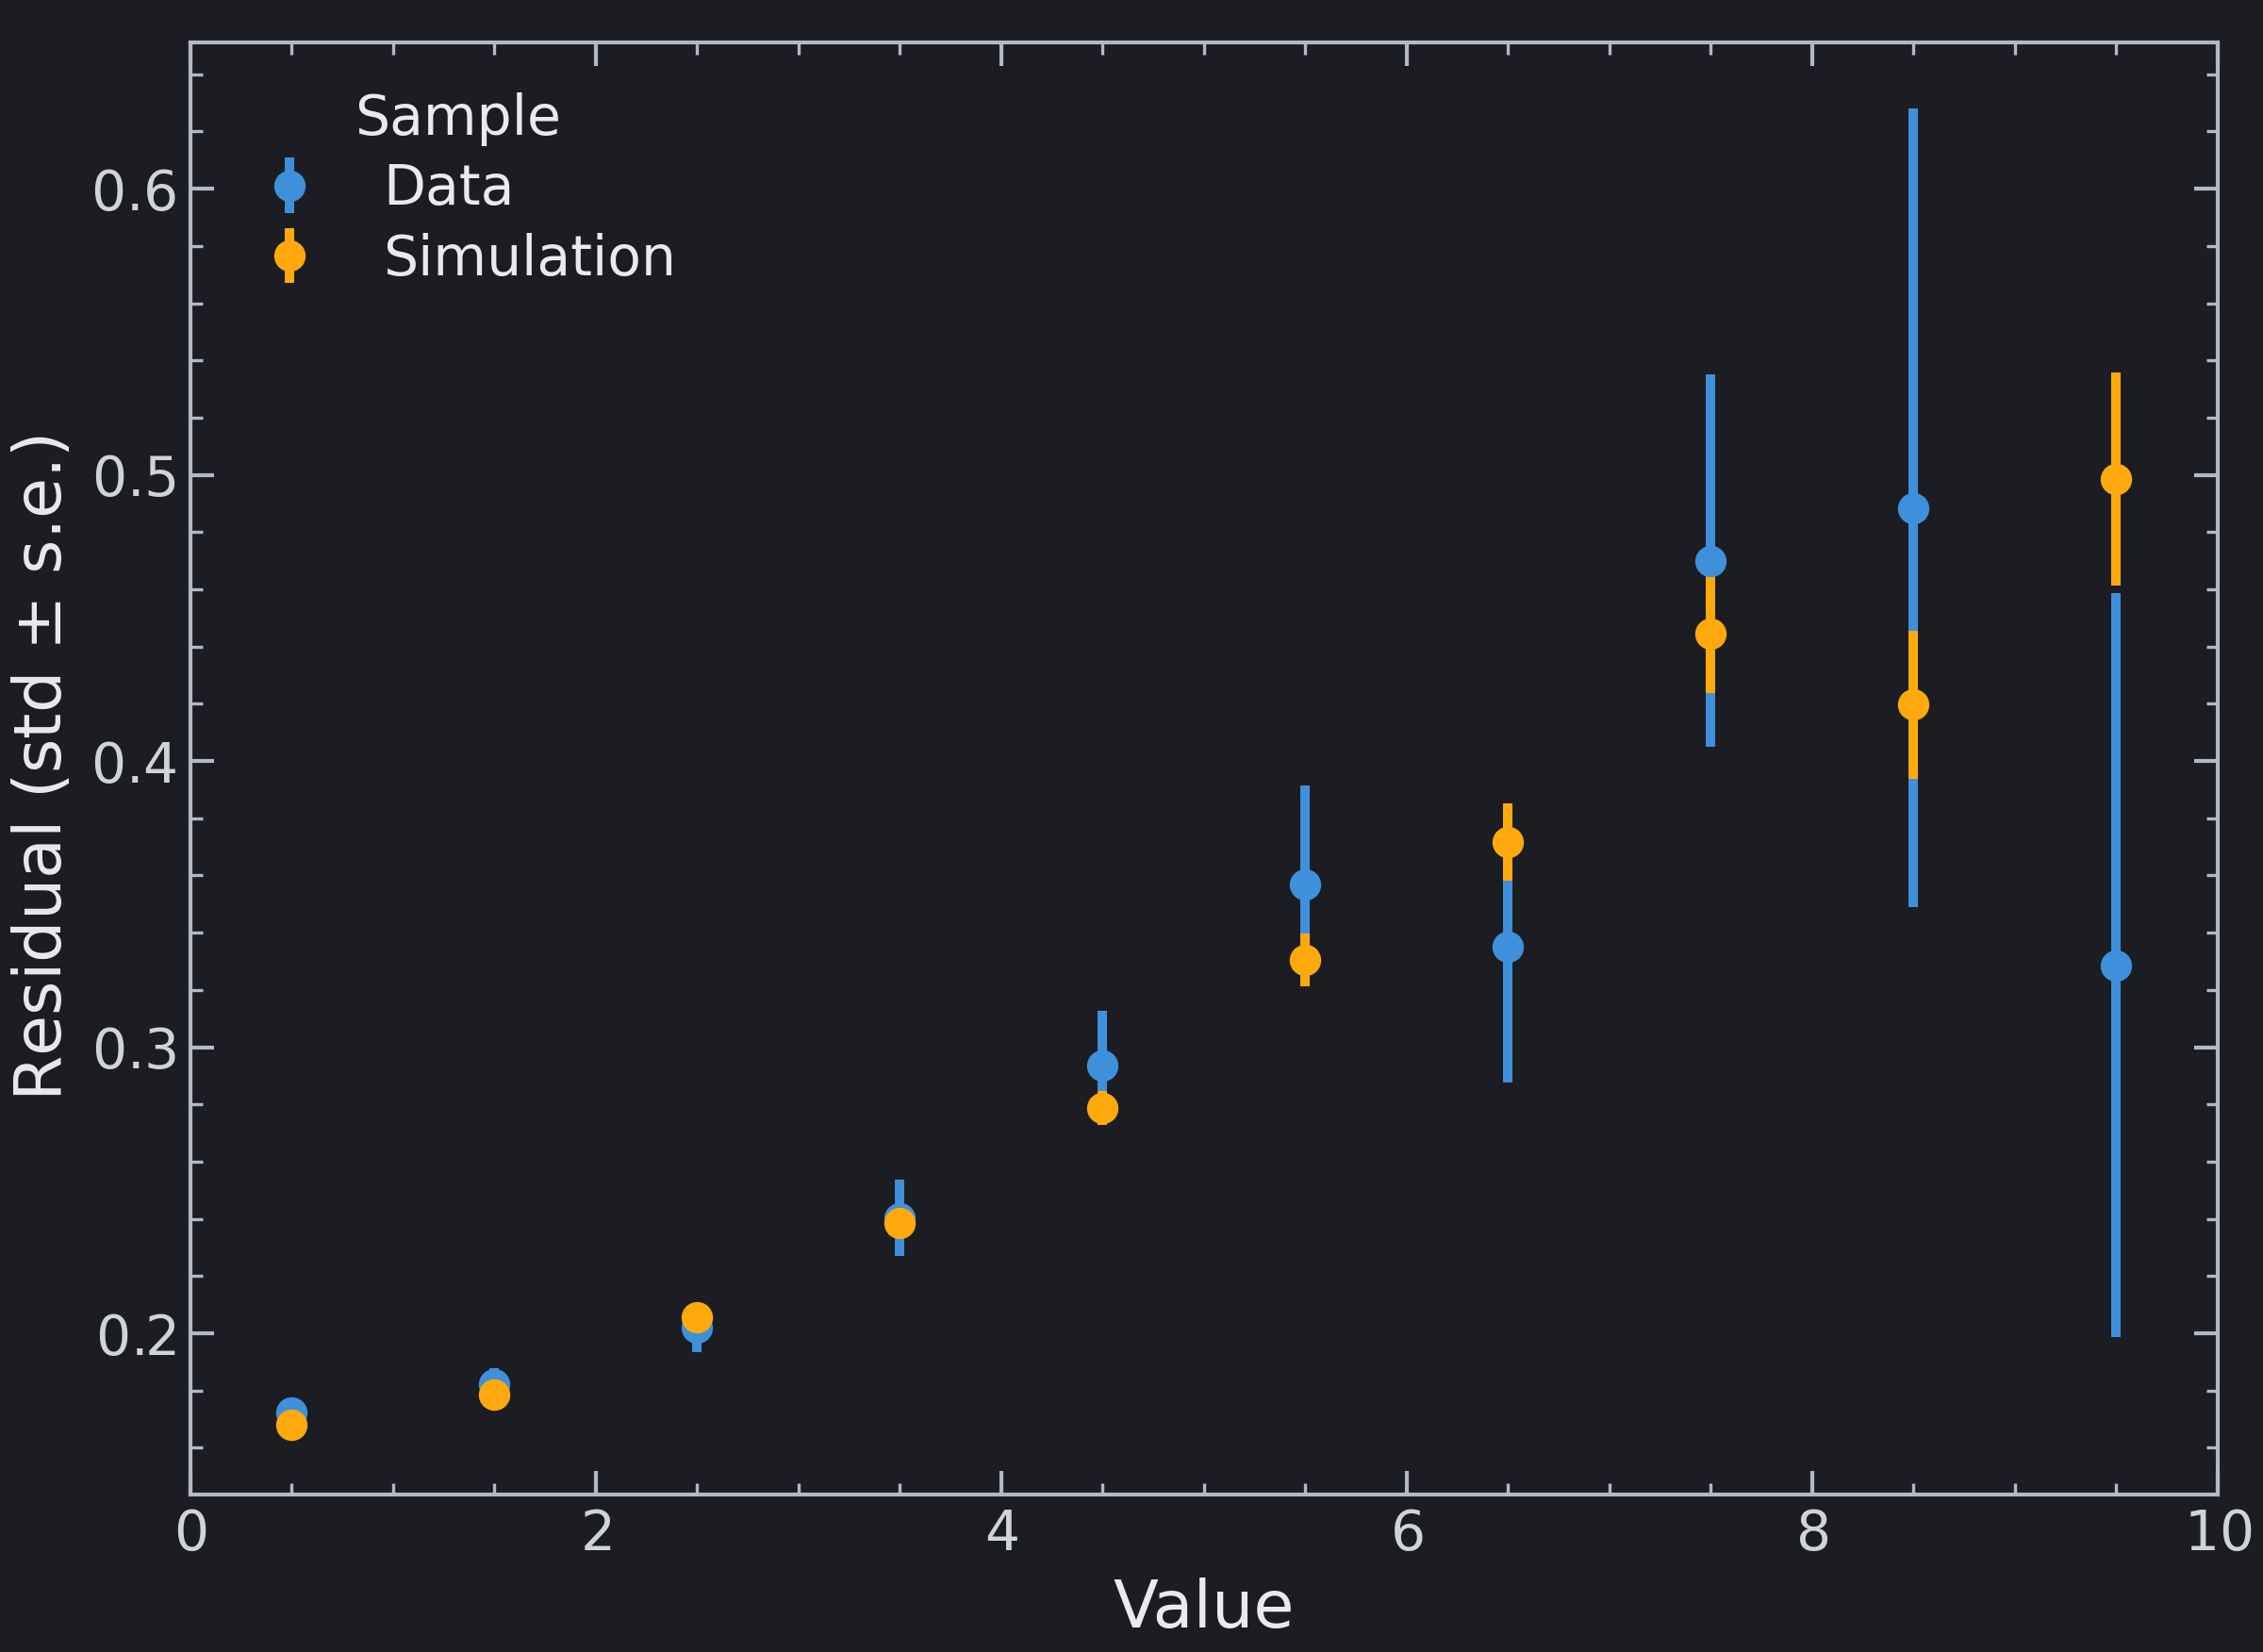 Sample
Data
Simulation
0.6
0.5
0.4
0.3
0.2
Residual (std ± s.e.)
0 2 4 6 8 10
Value